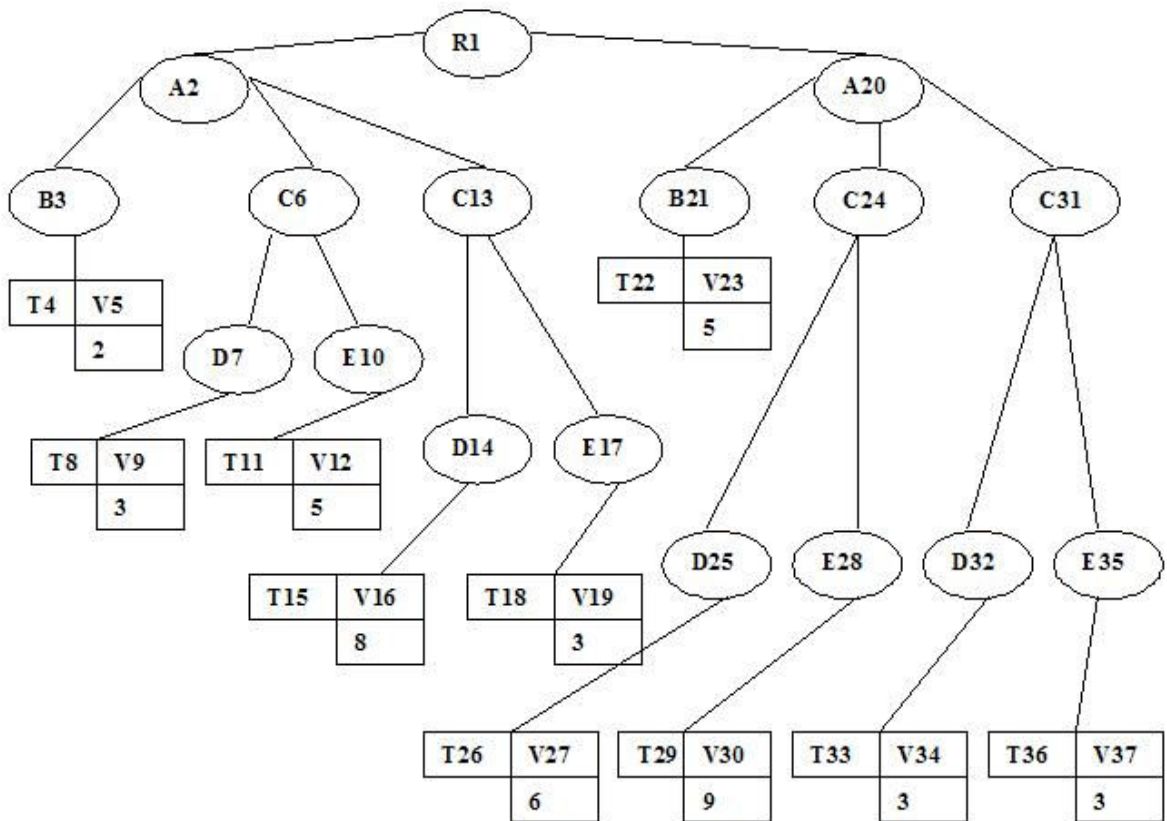 R1
A2
A20
B3
C6
C13
B21
C24
C31
T4 V5
2
T22 V23
5
D7
E10
D14
E17
T8 V9
3
T11 V12
5
D25
E28
D32
E35
T15 V16
8
T18 V19
3
T26 V27
6
T29 V30
9
T33 V34
3
T36 V37
3